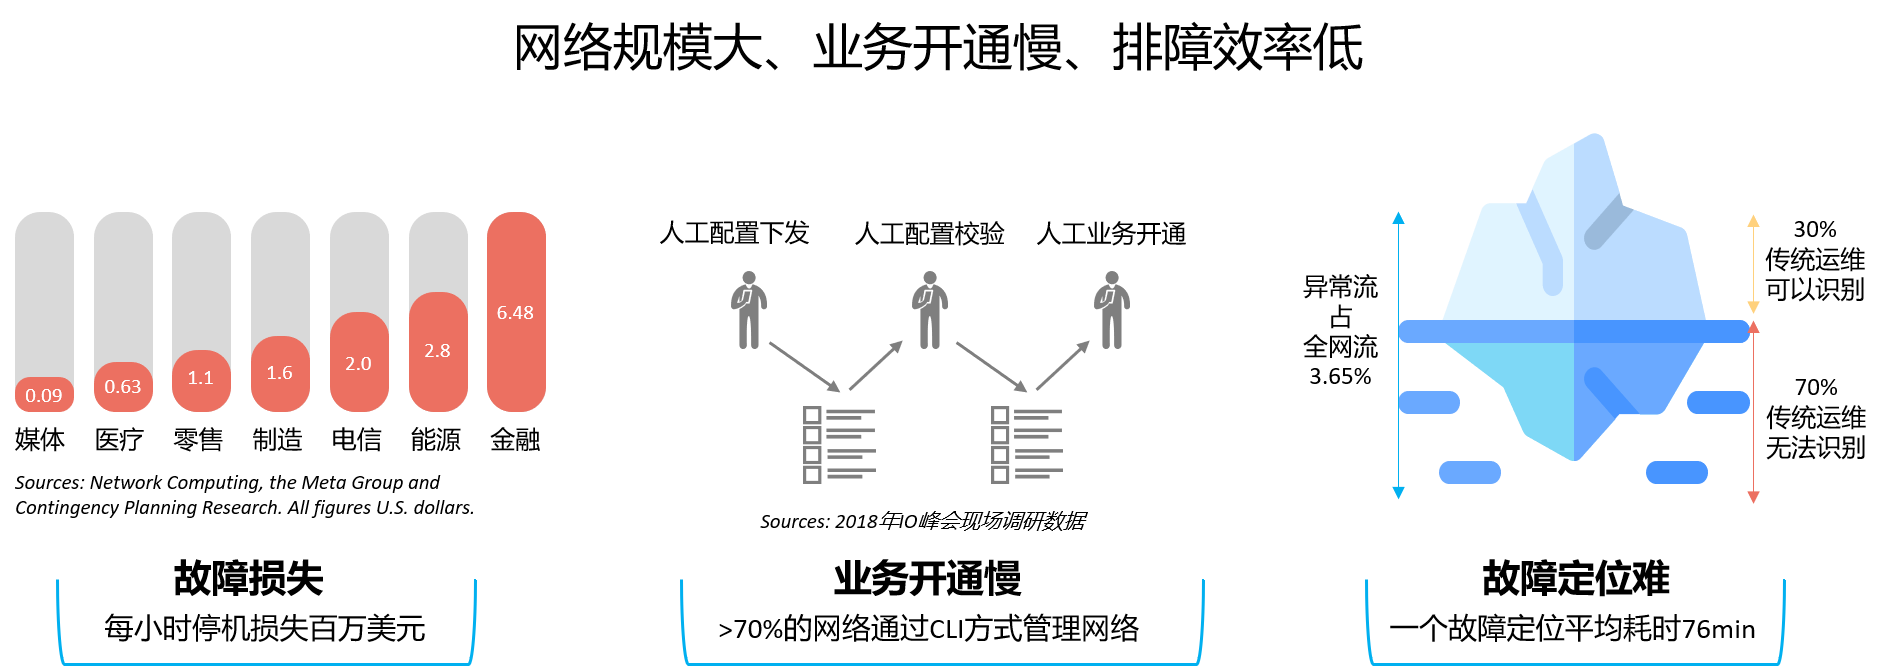 网络规模大、业务开通慢、排障效率低
0.09
0.63
1.1
1.6
2.0
2.8
6.48
媒体
医疗
零售
制造
电信
能源
金融
Sources: Network Computing, the Meta Group and
Contingency Planning Research. All figures U.S. dollars.
故障损失
每小时停机损失百万美元
人工配置下发
人工配置校验
人工业务开通
Sources: 2018年IO峰会现场调研数据
业务开通慢
>70%的网络通过CLI方式管理网络
异常流
占
全网流
3.65%
30%
传统运维
可以识别
70%
传统运维
无法识别
故障定位难
一个故障定位平均耗时76min